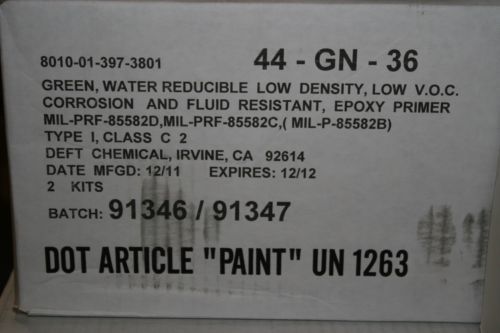 8010-01-397-3801 44 - GN - 36
GREEN, WATER REDUCIBLE LOW DENSITY, LOW V.O.C.
CORROSION AND FLUID RESISTANT, EPOXY PRIMER
MIL-PRF-85582D,MIL-PRF-85582C,( MIL-P-85582B)
TYPE I, CLASS C 2
DEFT CHEMICAL, IRVINE, CA 92614
DATE MFGD: 12/11 EXPIRES: 12/12
2 KITS
BATCH: 91346 / 91347
DOT ARTICLE "PAINT" UN 1263